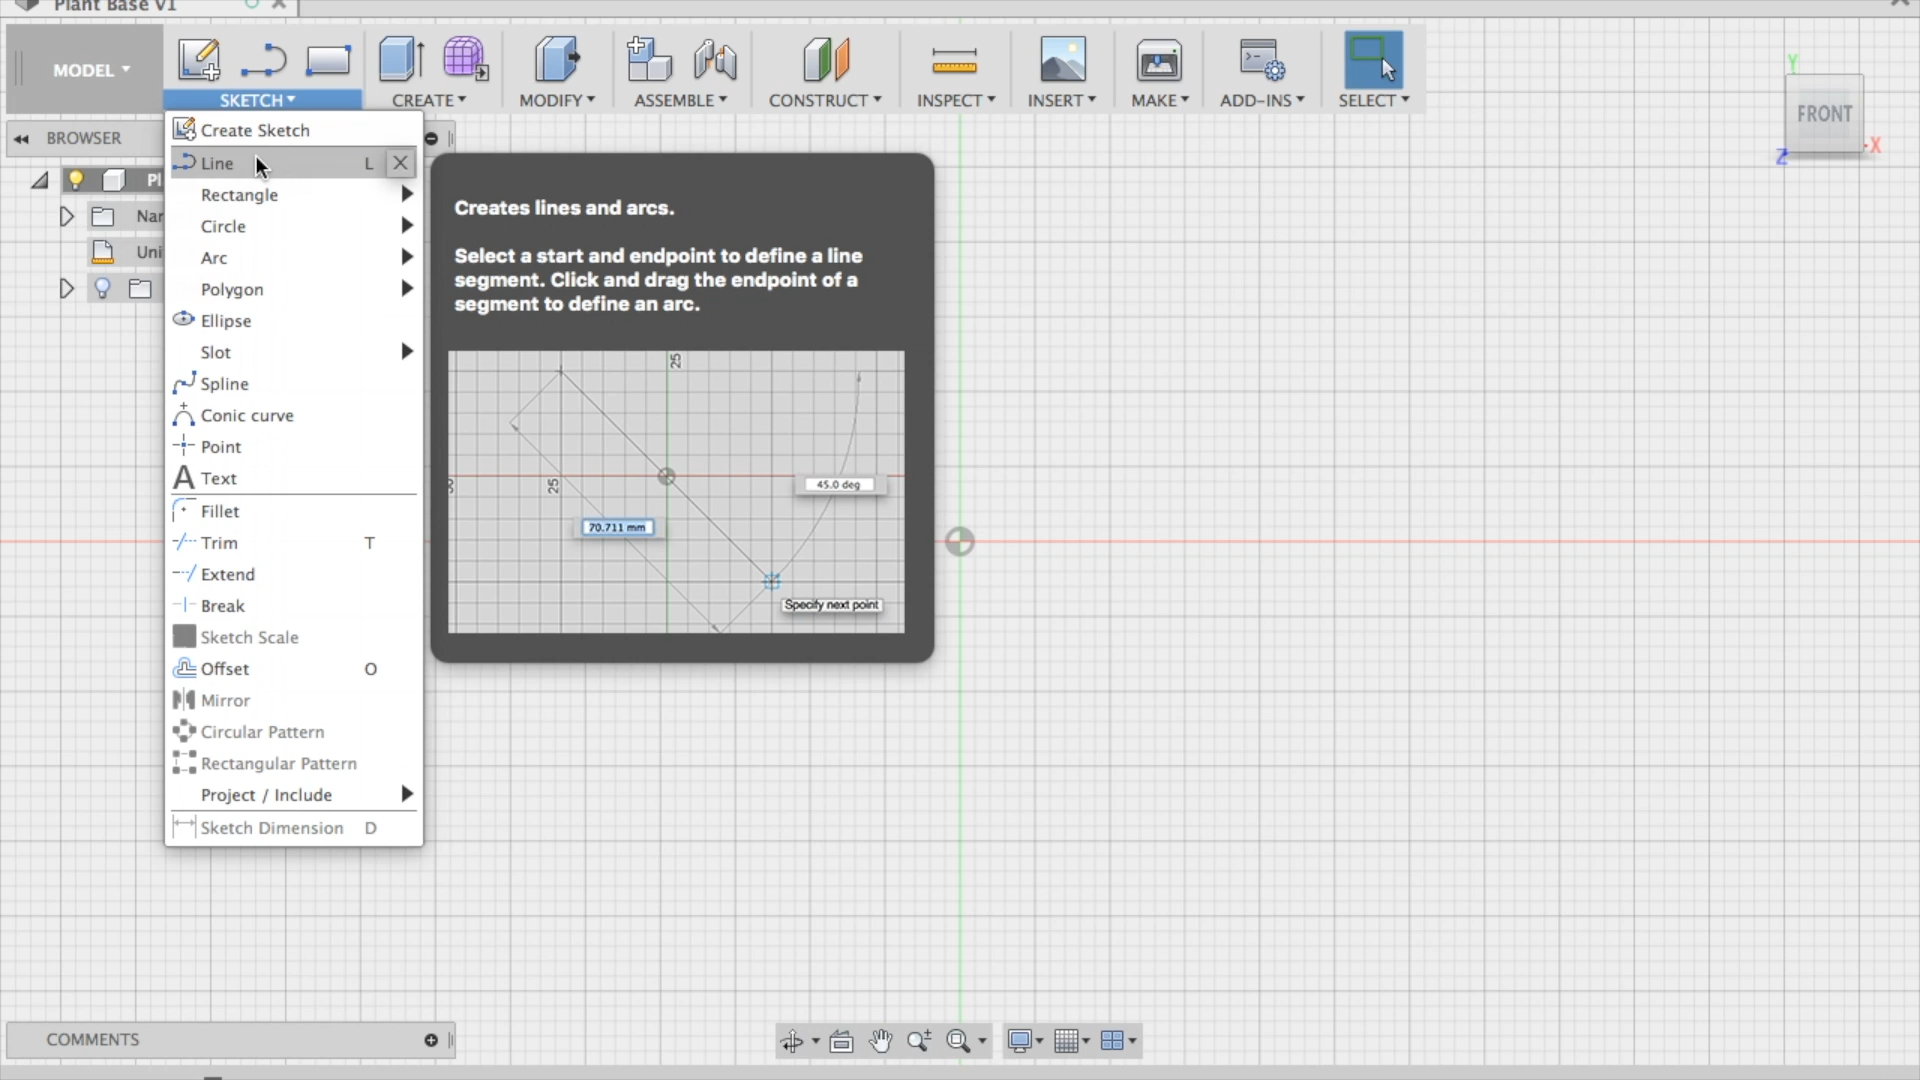 Plant Base v1
MODEL
SKETCH
CREATE
MODIFY
ASSEMBLE
CONSTRUCT
INSPECT
INSERT
MAKE
ADD-INS
SELECT
Y
FRONT
X
Z
BROWSER
Pl
Nar
Uni
Create Sketch
Line L
Rectangle
Circle
Arc
Polygon
Ellipse
Slot
Spline
Conic curve
Point
A Text
Fillet
Trim T
Extend
Break
Sketch Scale
Offset O
Mirror
Circular Pattern
Rectangular Pattern
Project / Include
Sketch Dimension D
Creates lines and arcs.
Select a start and endpoint to define a line
segment. Click and drag the endpoint of a
segment to define an arc.
25
25
45.0 deg
70.711 mm
Specify next point
COMMENTS